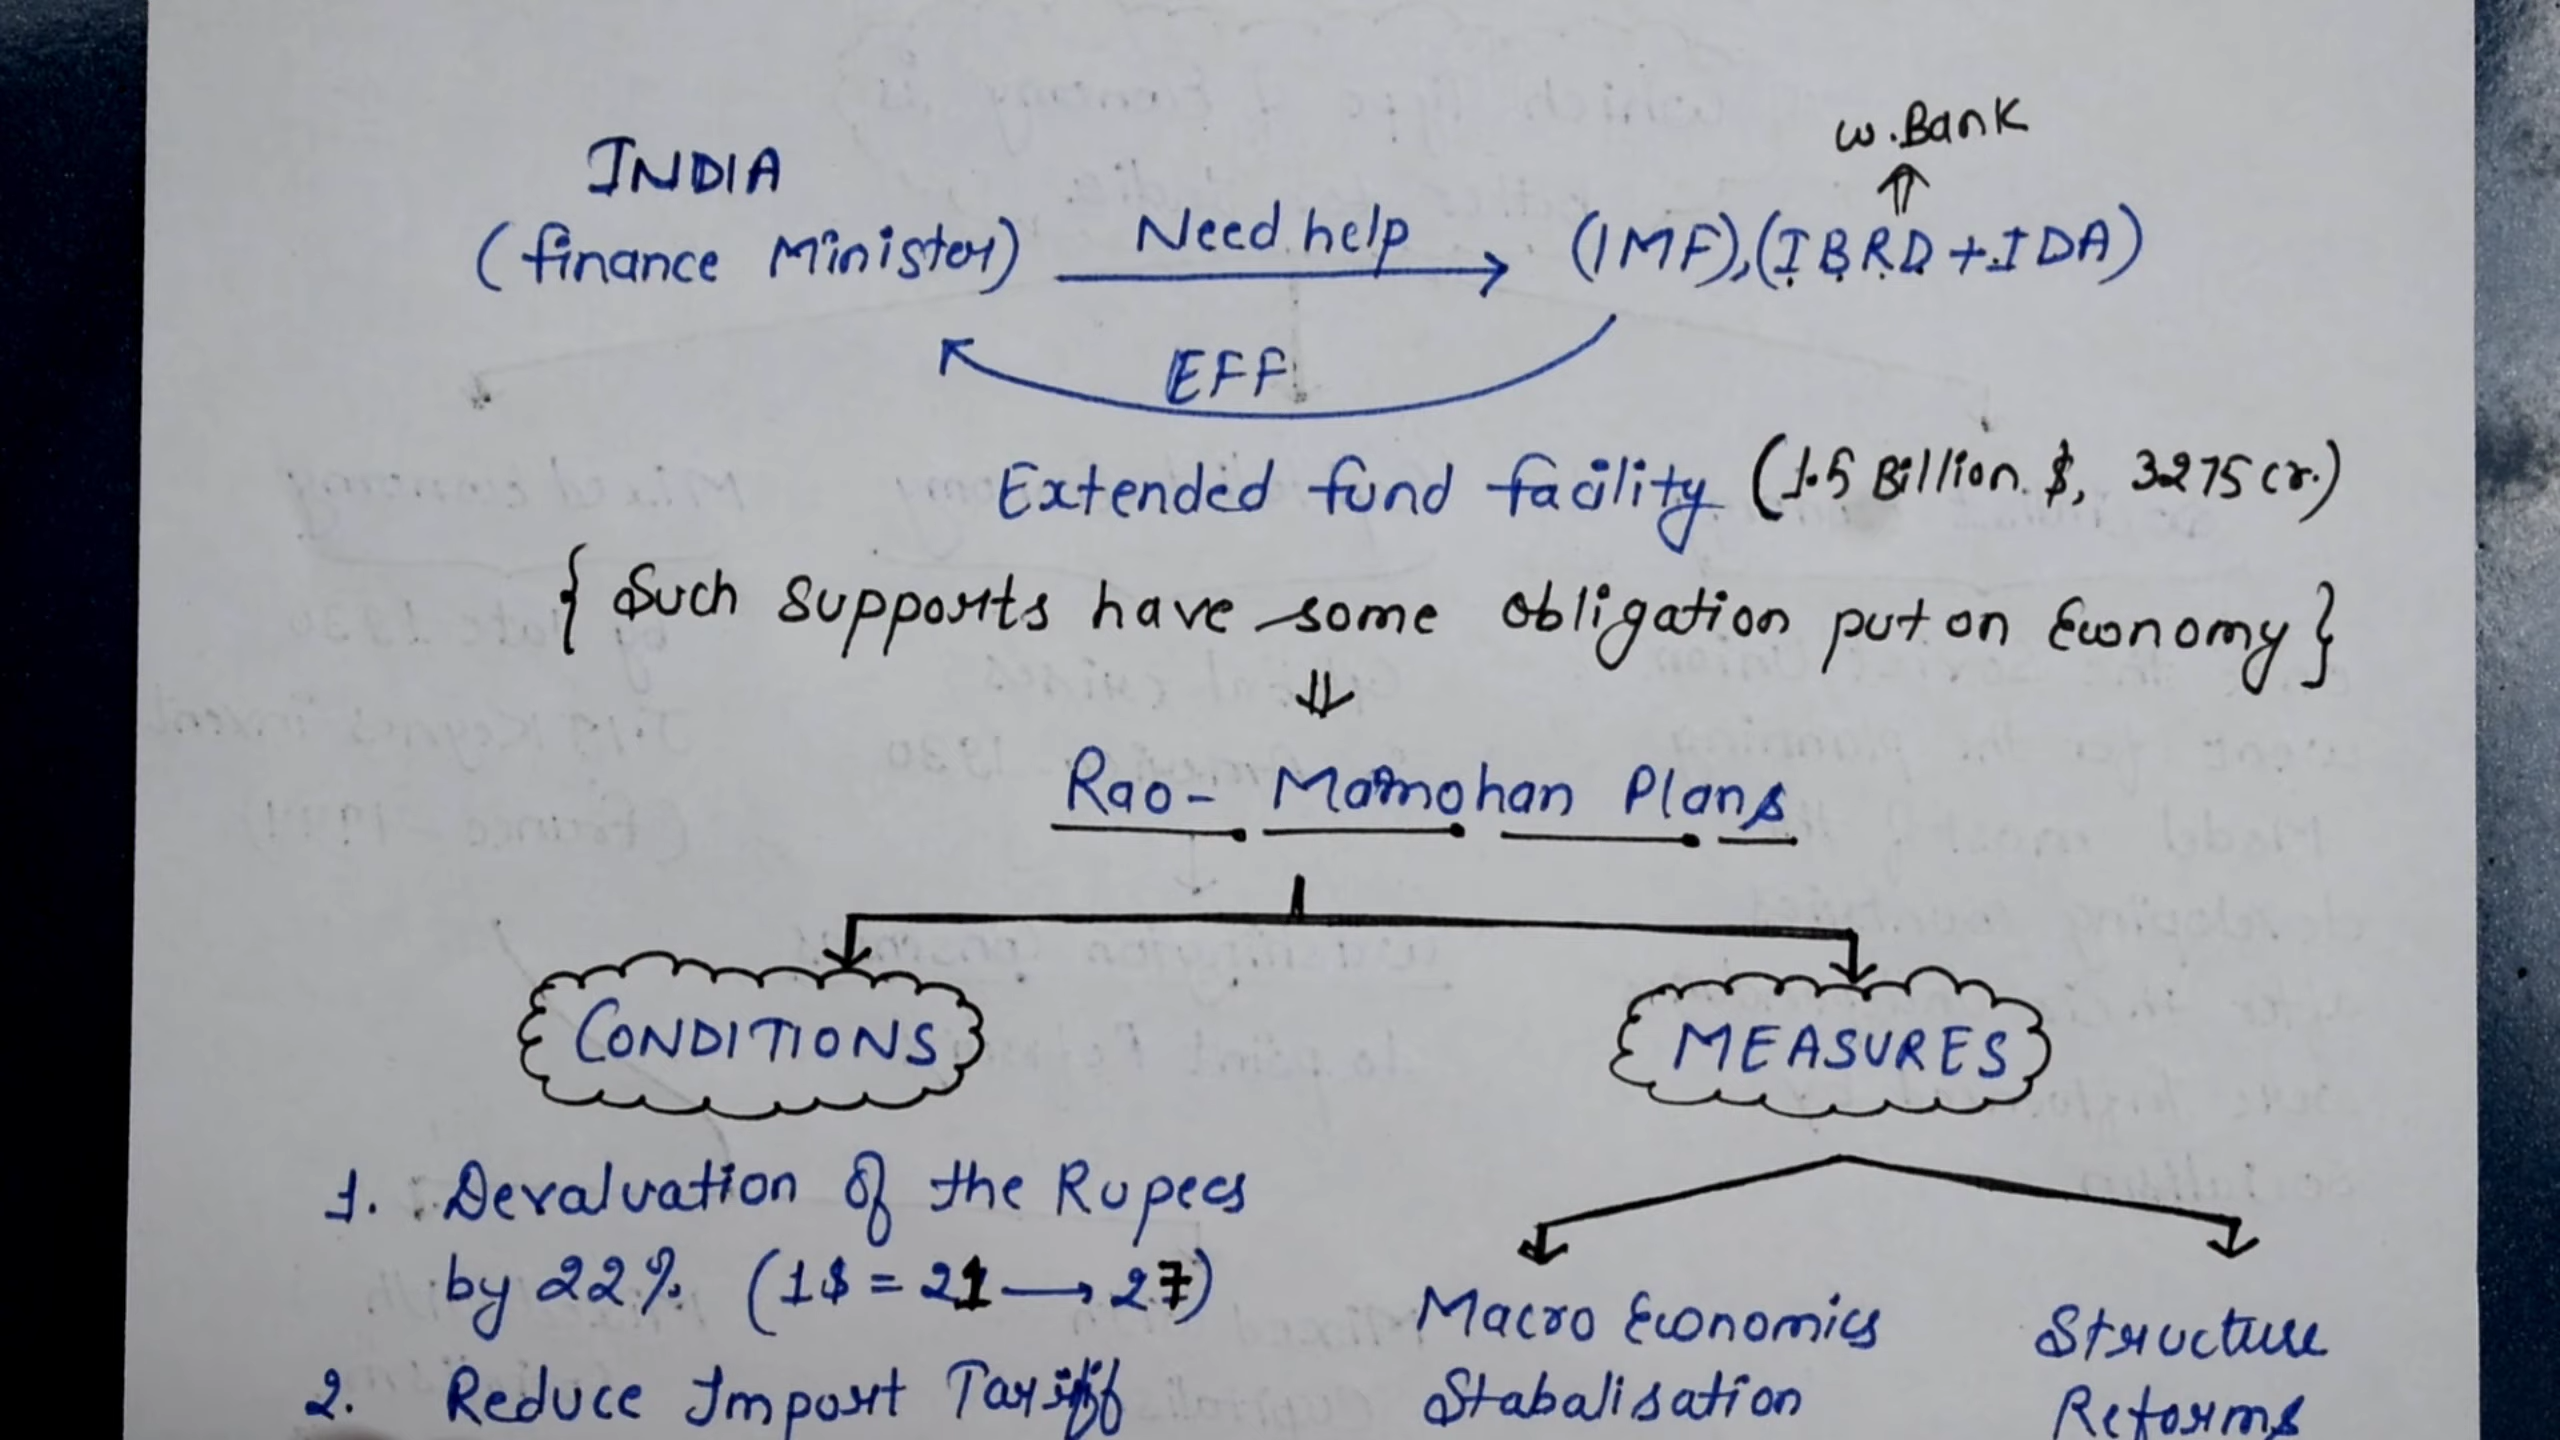 w.Bank
INDIA
(finance Minister) Need help (IMF),(IBRD+IDA)
EFF
Extended fund facility (1.5 Billion $, 3275 cr.)
{ Such supports have some obligation put on Economy }
Rao- Manmohan Plans
CONDITIONS
MEASURES
1. Devaluation of the Rupees
by 22% (1$ = 21 → 27)
2. Reduce Import Tariff
Macro Economics
Stabalisation
Structure
Reforms